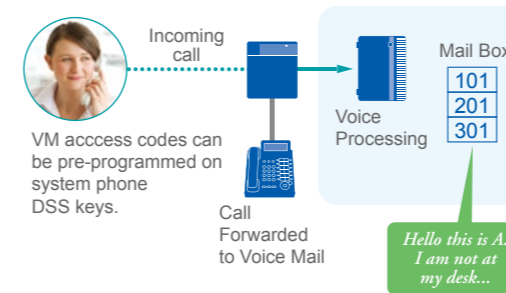 Incoming
call
VM acccess codes can
be pre-programmed on
system phone
DSS keys.
Call
Forwarded
to Voice Mail
Voice
Processing
Mail Box
101
201
301
Hello this is A.
I am not at
my desk...